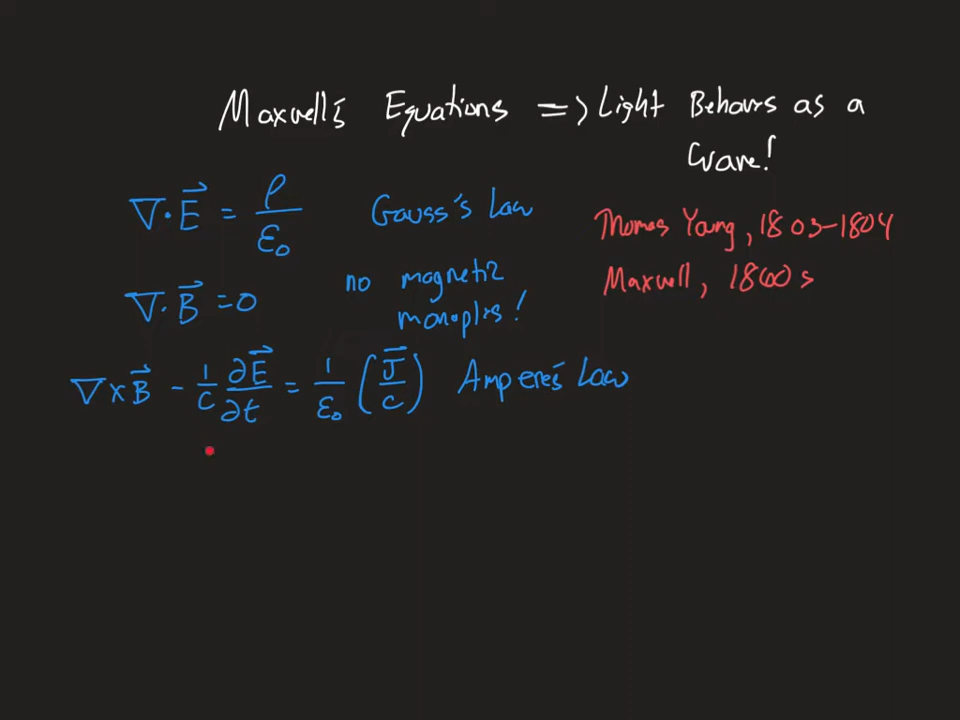 Maxwell's Equations => Light Behaves as a
Wave!
∇·E⃗ = ρ/ε₀ Gauss's Law
Thomas Young, 1803-1804
Maxwell, 1860s
∇·B⃗ = 0 no magnetic
monoples!
∇×B⃗ - 1/c ∂E⃗/∂t = 1/ε₀ (J⃗/c) Ampere's Law